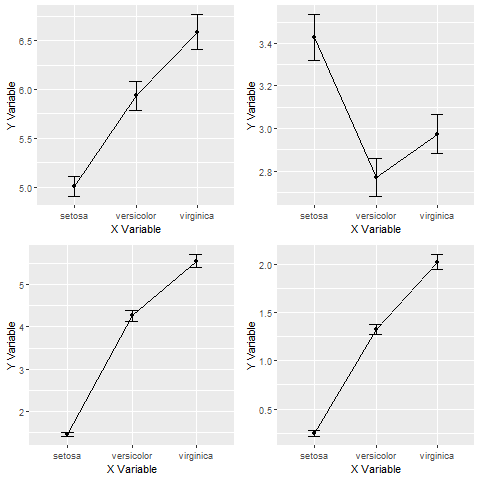 Y Variable
6.5
6.0
5.5
5.0
setosa versicolor virginica
X Variable
Y Variable
3.4
3.2
3.0
2.8
setosa versicolor virginica
X Variable
Y Variable
5
4
3
2
setosa versicolor virginica
X Variable
Y Variable
2.0
1.5
1.0
0.5
setosa versicolor virginica
X Variable